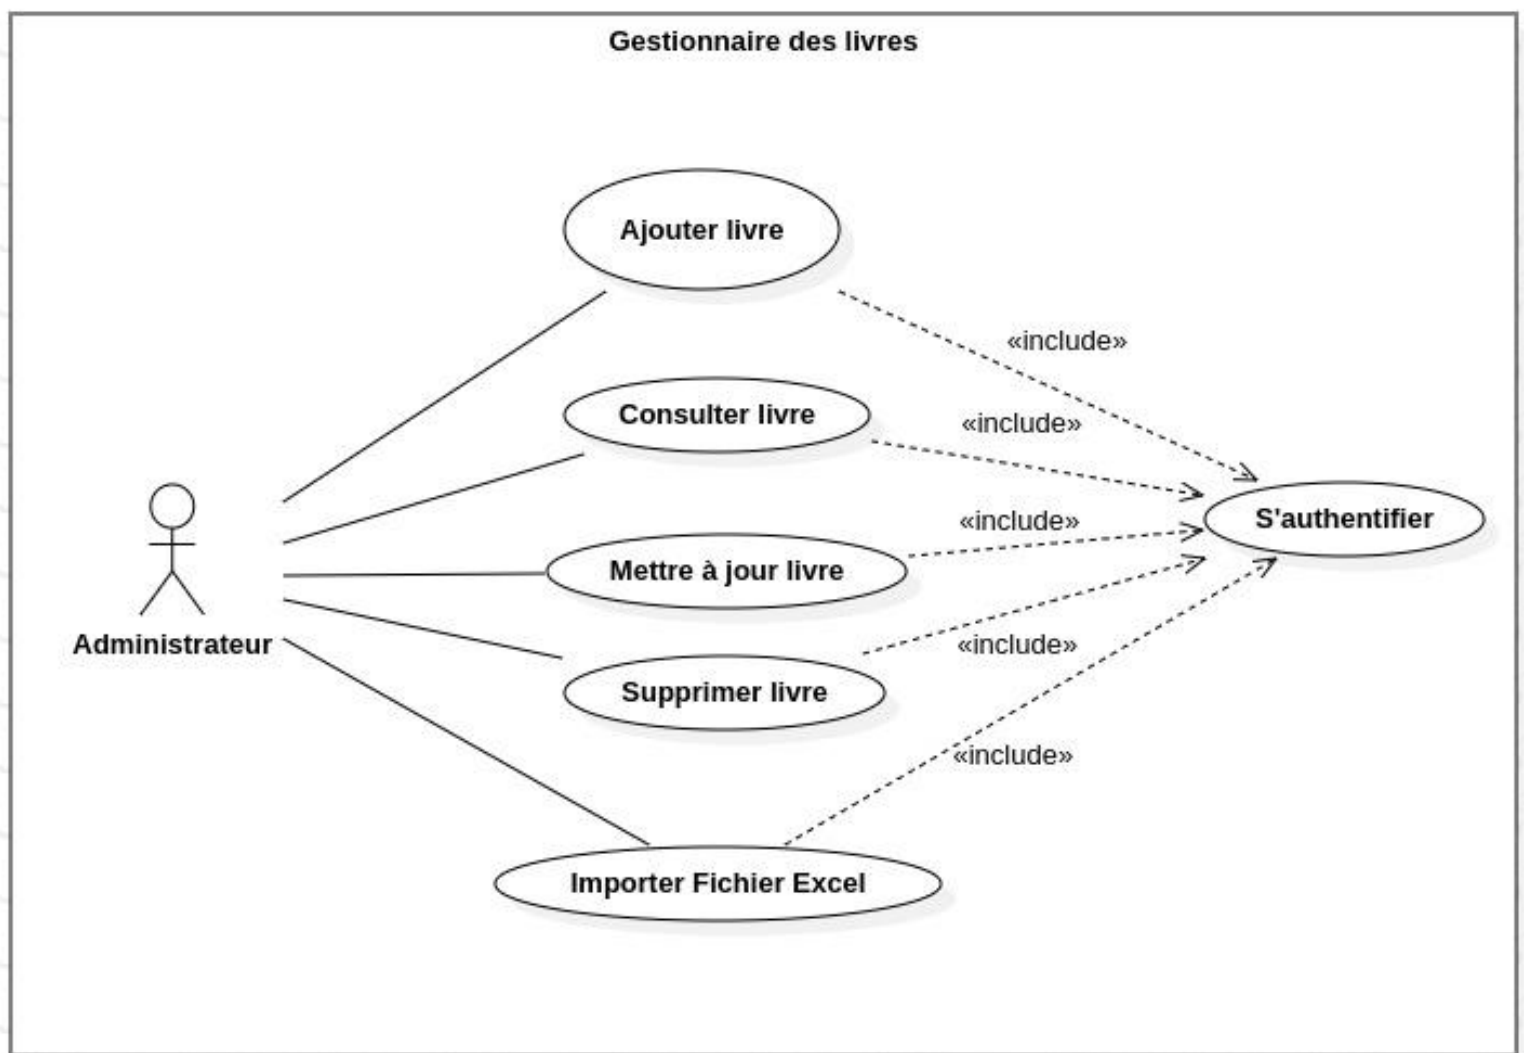 Gestionnaire des livres
Ajouter livre
«include»
Consulter livre
«include»
S'authentifier
«include»
Mettre à jour livre
Administrateur
«include»
Supprimer livre
«include»
Importer Fichier Excel